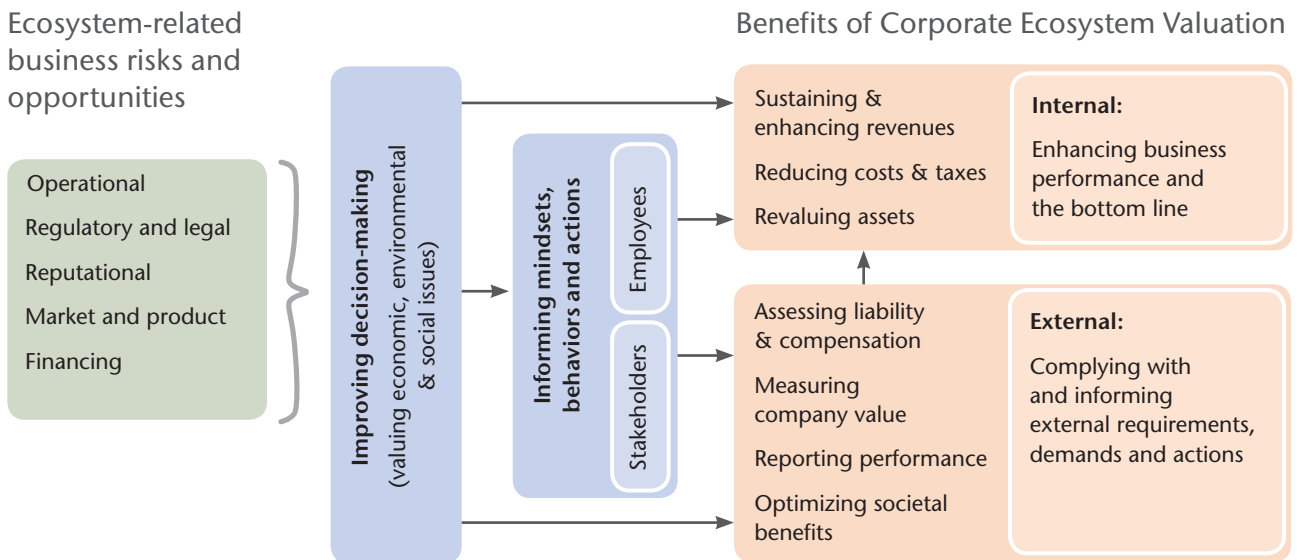 Ecosystem-related
business risks and
opportunities
Operational
Regulatory and legal
Reputational
Market and product
Financing
Improving decision-making
(valuing economic, environmental
& social issues)
Informing mindsets,
behaviors and actions
Employees
Stakeholders
Benefits of Corporate Ecosystem Valuation
Sustaining &
enhancing revenues
Reducing costs & taxes
Revaluing assets
Internal:
Enhancing business
performance and
the bottom line
Assessing liability
& compensation
Measuring
company value
Reporting performance
Optimizing societal
benefits
External:
Complying with
and informing
external requirements,
demands and actions